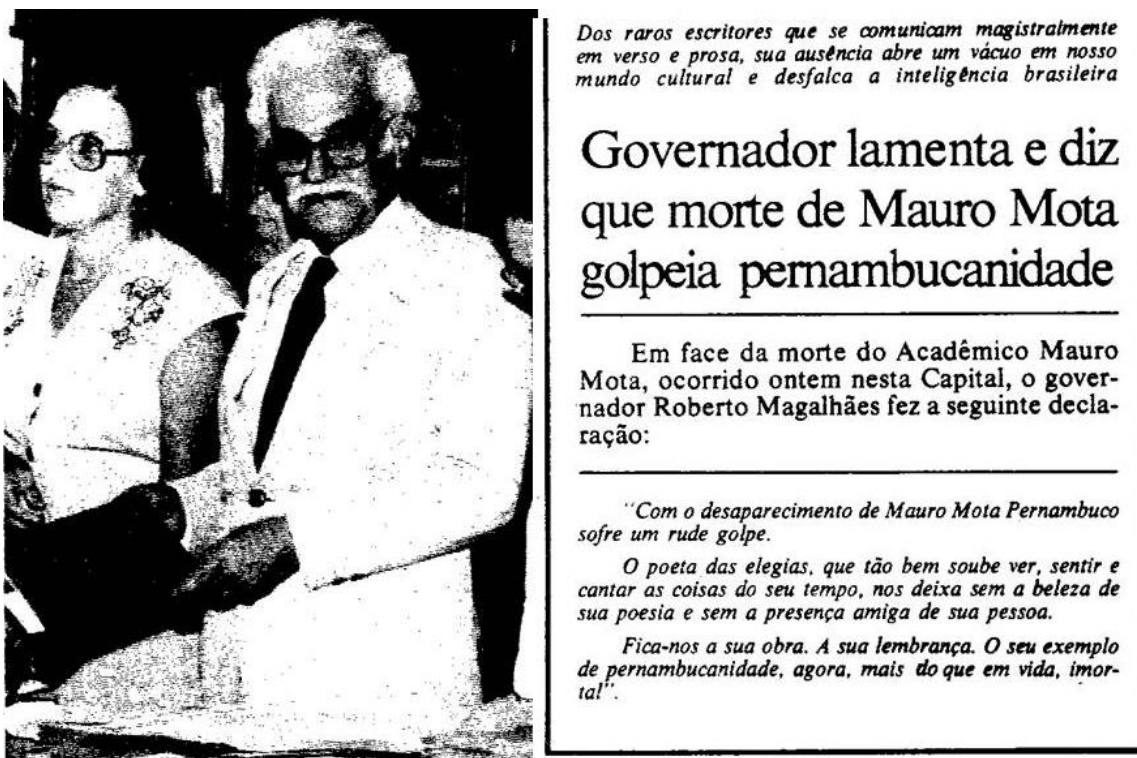 Dos raros escritores que se comunicam magistralmente
em verso e prosa, sua ausência abre um vácuo em nosso
mundo cultural e desfalca a inteligência brasileira
Governador lamenta e diz
que morte de Mauro Mota
golpeia pernambucanidade
Em face da morte do Acadêmico Mauro
Mota, ocorrido ontem nesta Capital, o gover-
nador Roberto Magalhães fez a seguinte decla-
ração:
"Com o desaparecimento de Mauro Mota Pernambuco
sofre um rude golpe.
O poeta das elegias, que tão bem soube ver, sentir e
cantar as coisas do seu tempo, nos deixa sem a beleza de
sua poesia e sem a presença amiga de sua pessoa.
Fica-nos a sua obra. A sua lembrança. O seu exemplo
de pernambucanidade, agora, mais do que em vida, imor-
tal".